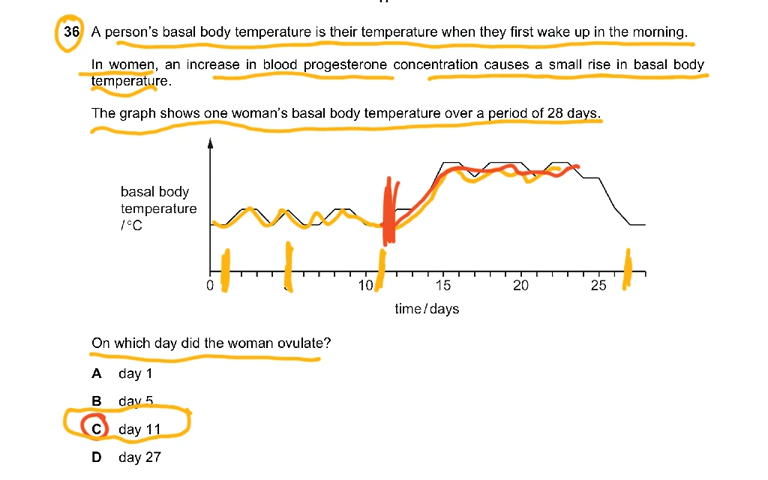 36 A person's basal body temperature is their temperature when they first wake up in the morning.
In women, an increase in blood progesterone concentration causes a small rise in basal body
temperature.
The graph shows one woman's basal body temperature over a period of 28 days.
basal body
temperature
/°C
0 10 15 20 25
time/days
On which day did the woman ovulate?
A day 1
B day 5
C day 11
D day 27